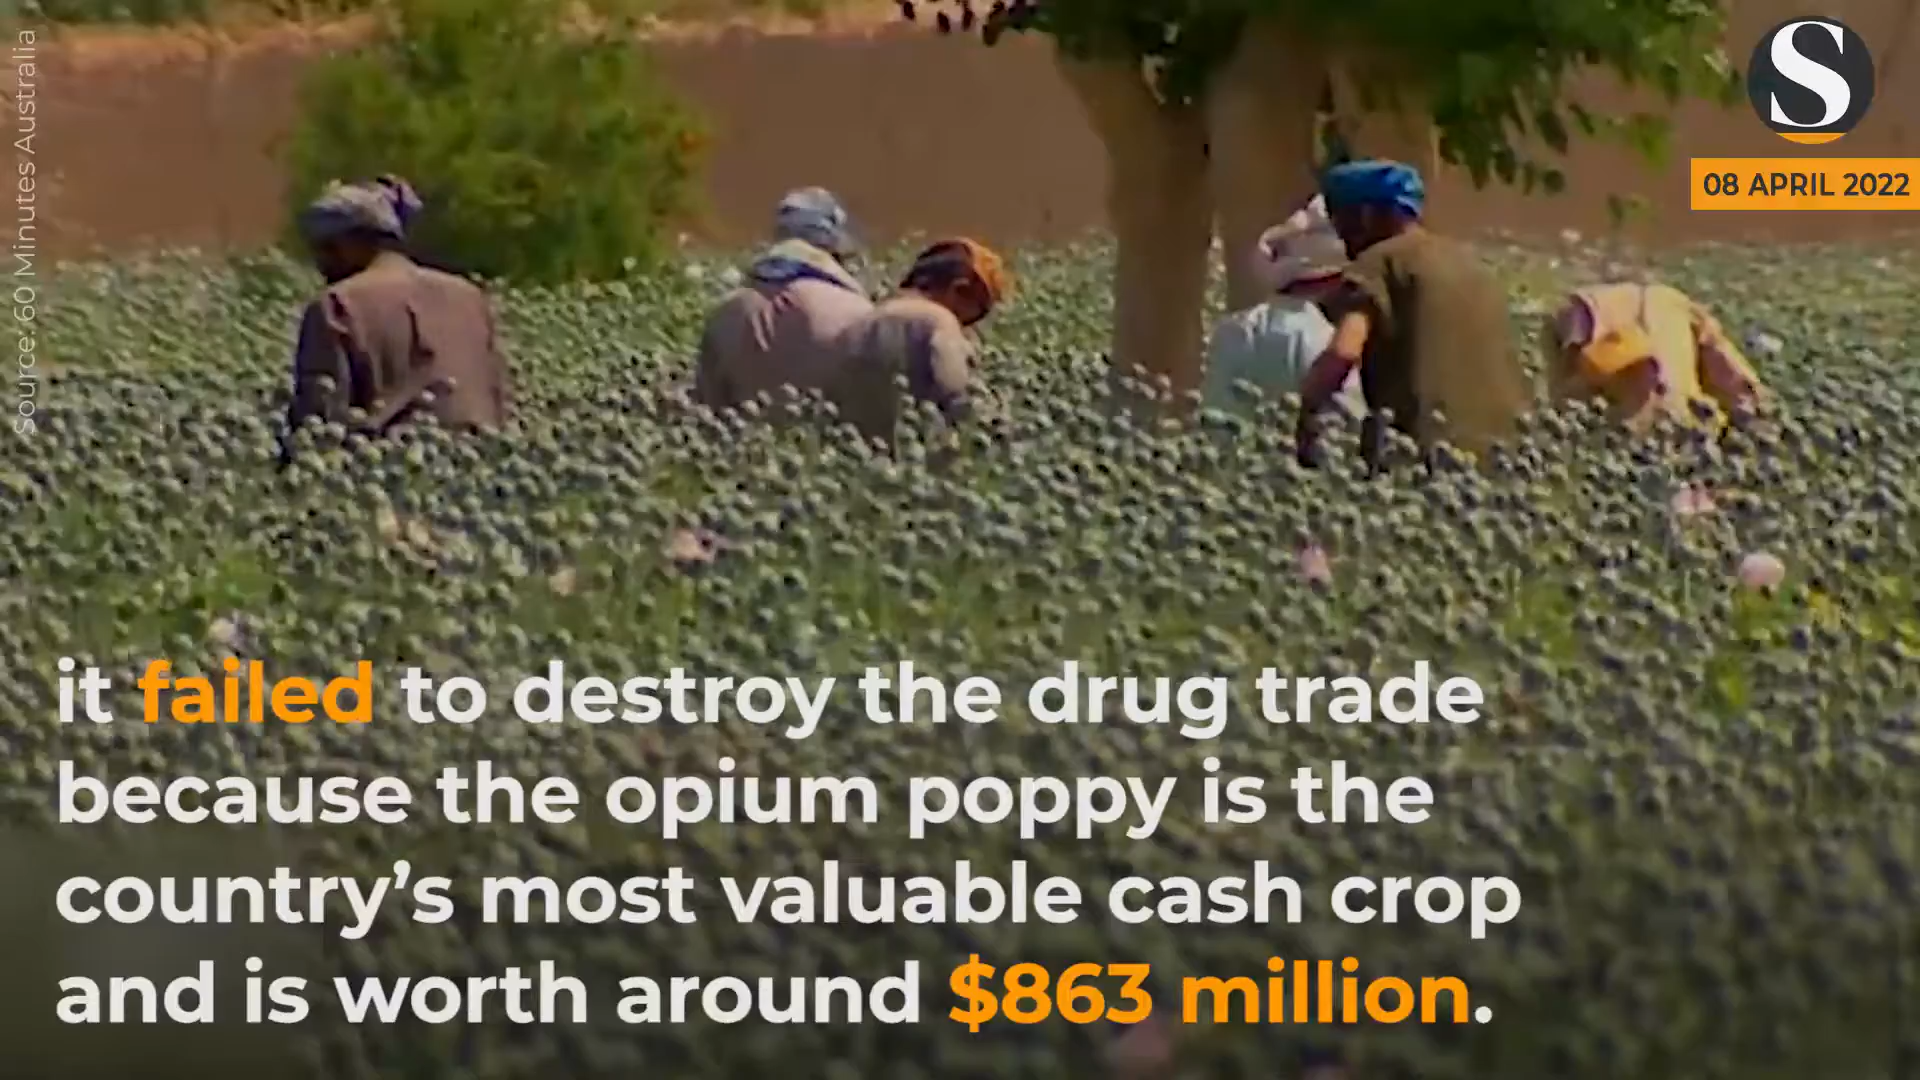 Source: 60 Minutes Australia
S
08 APRIL 2022
it failed to destroy the drug trade
because the opium poppy is the
country’s most valuable cash crop
and is worth around $863 million.